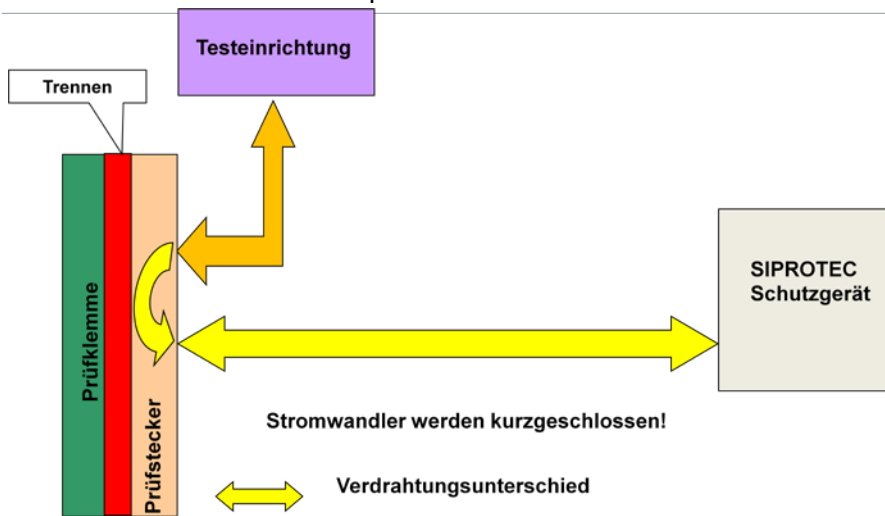 Testeinrichtung
Trennen
SIPROTEC
Schutzgerät
Prüfklemme
Prüfstecker
Stromwandler werden kurzgeschlossen!
Verdrahtungsunterschied